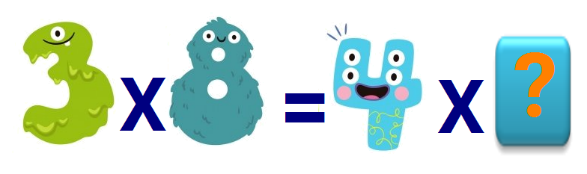 3 X 8 = 4 X ?